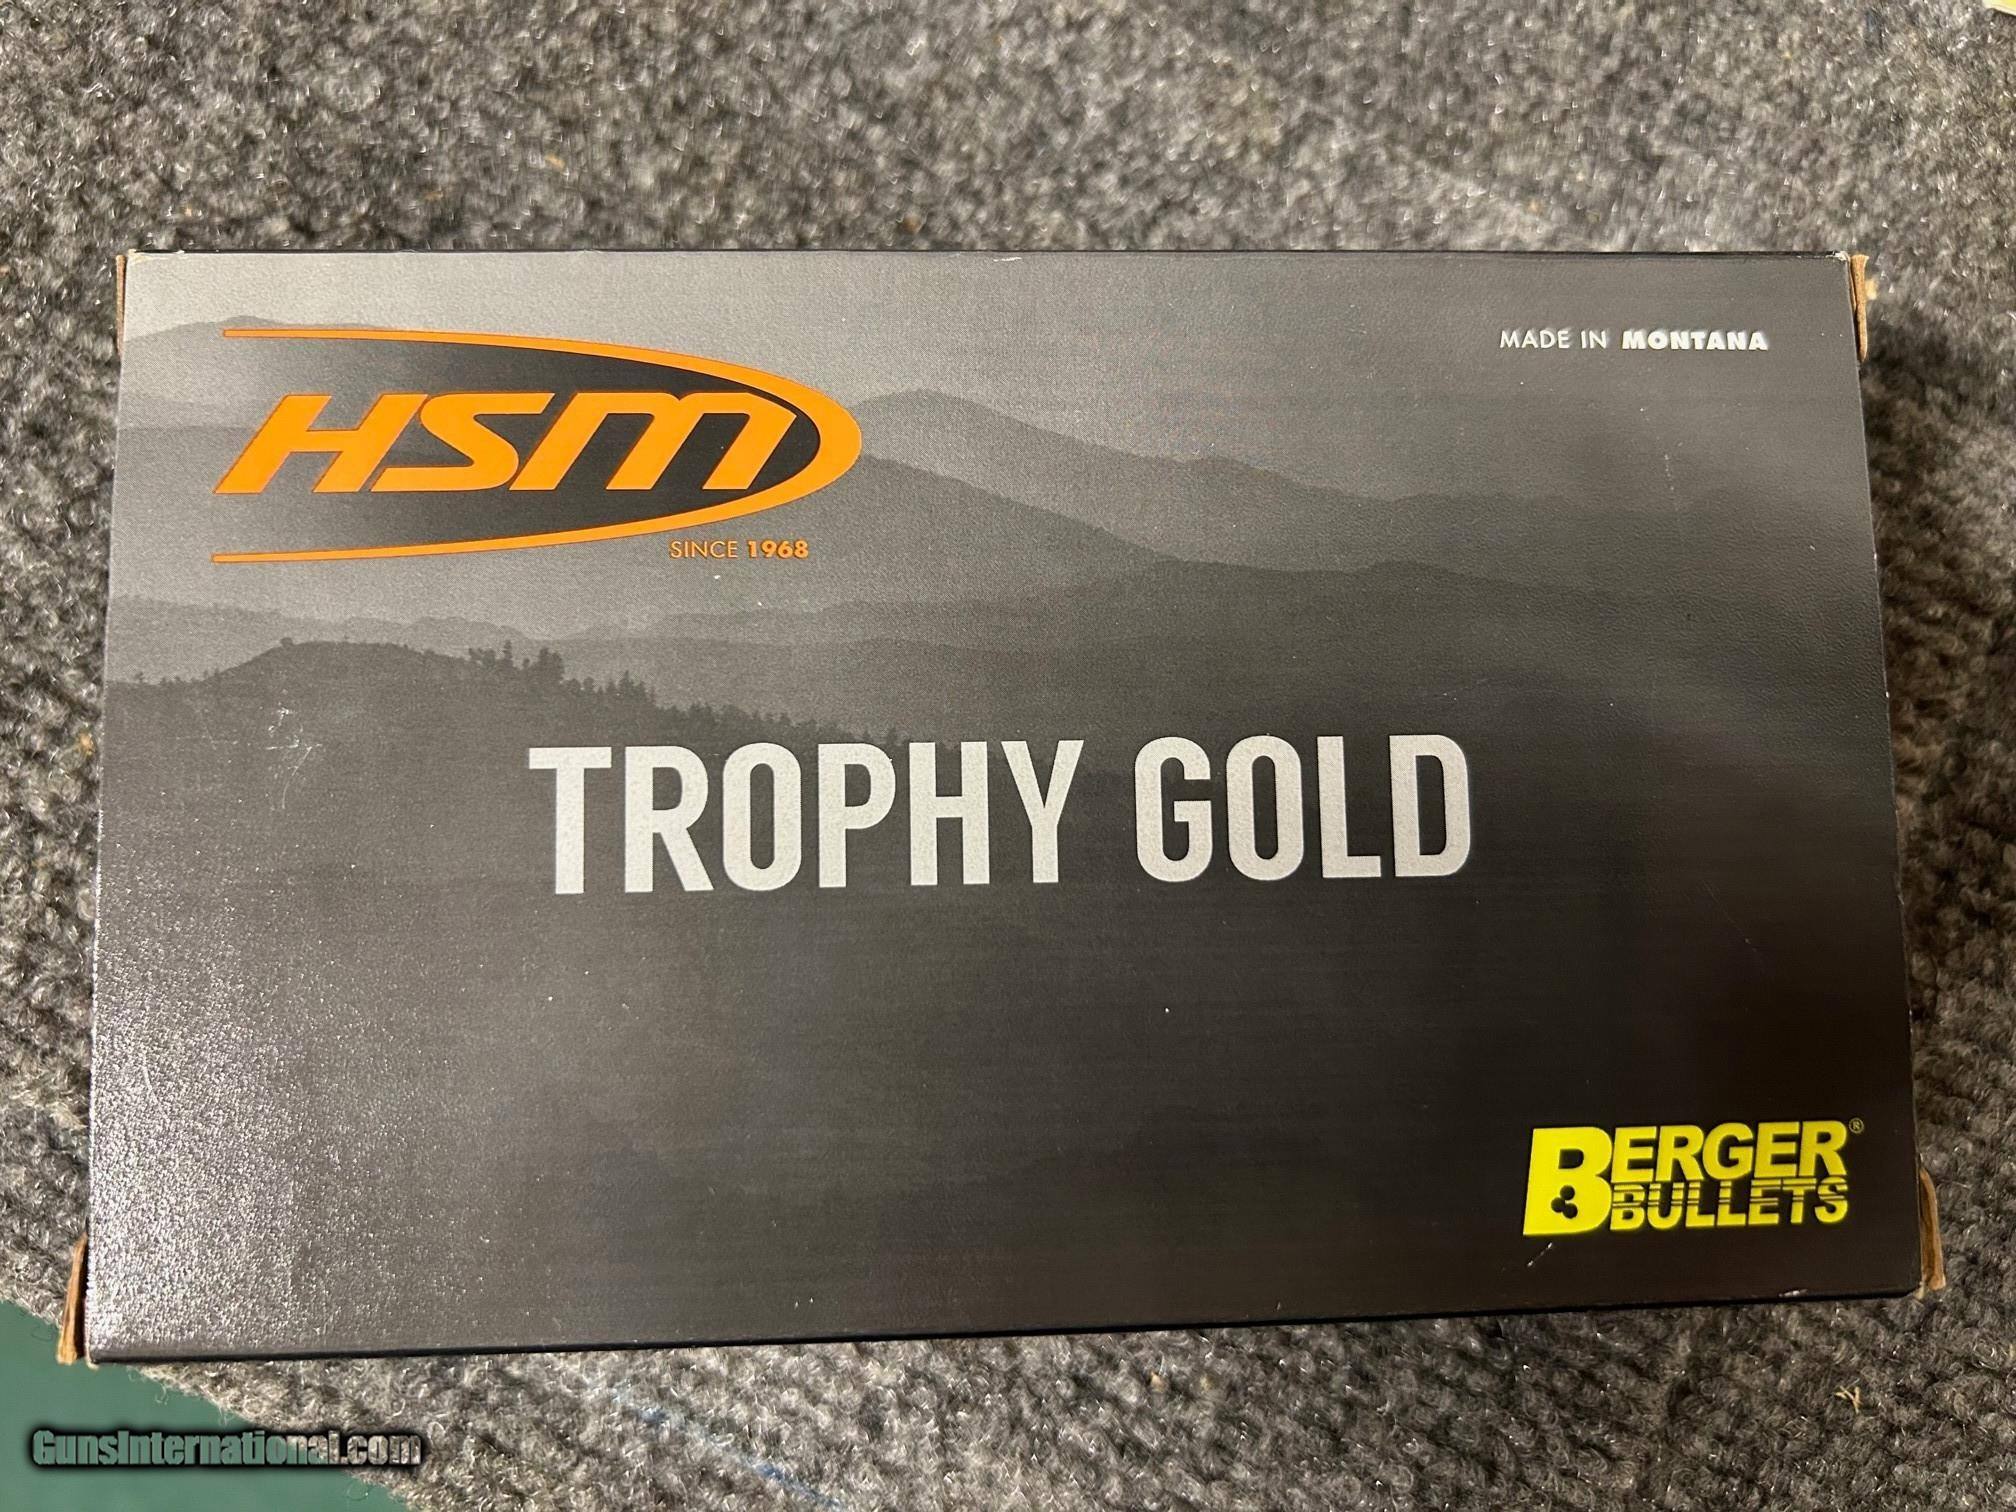 MADE IN MONTANA
HSM
SINCE 1968
TROPHY GOLD
BERGER®
BULLETS
GunsInternational.com